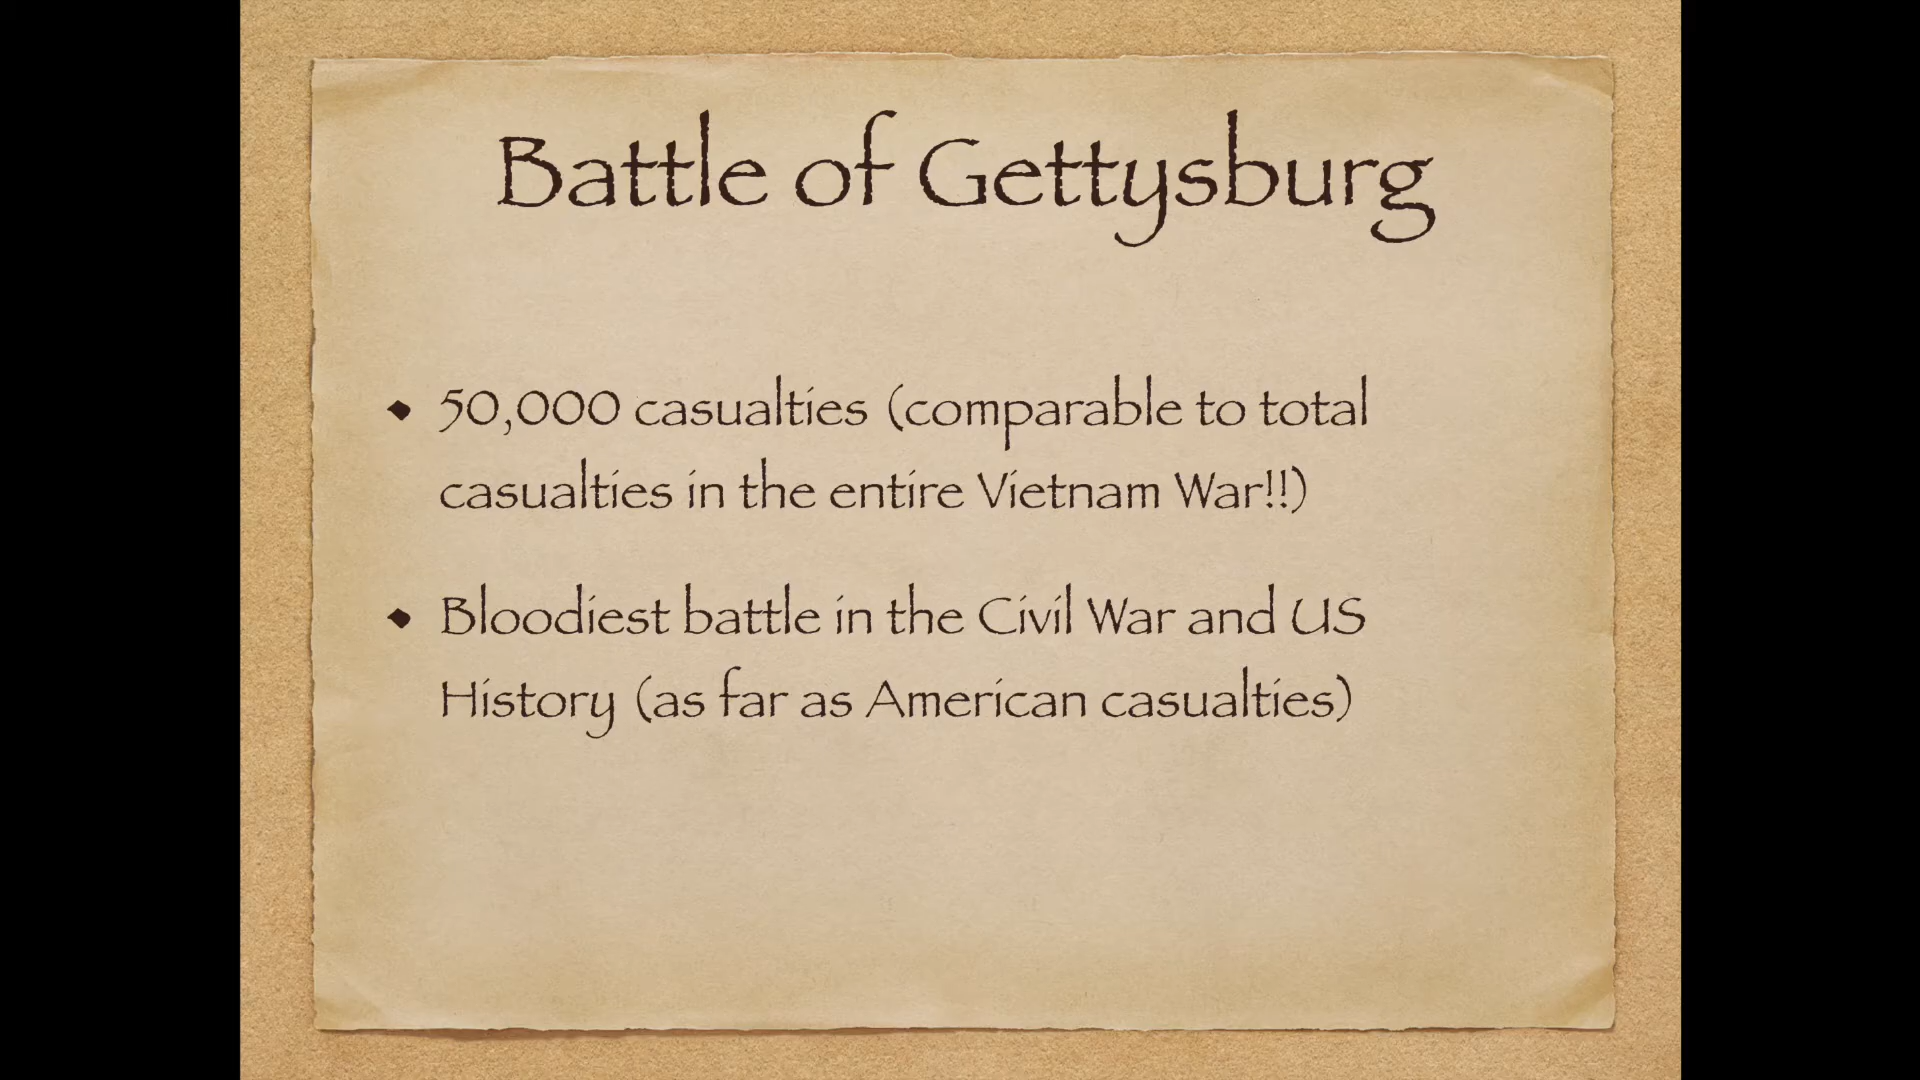 Battle of Gettysburg
• 50,000 casualties (comparable to total
casualties in the entire Vietnam War!!)
• Bloodiest battle in the Civil War and US
History (as far as American casualties)